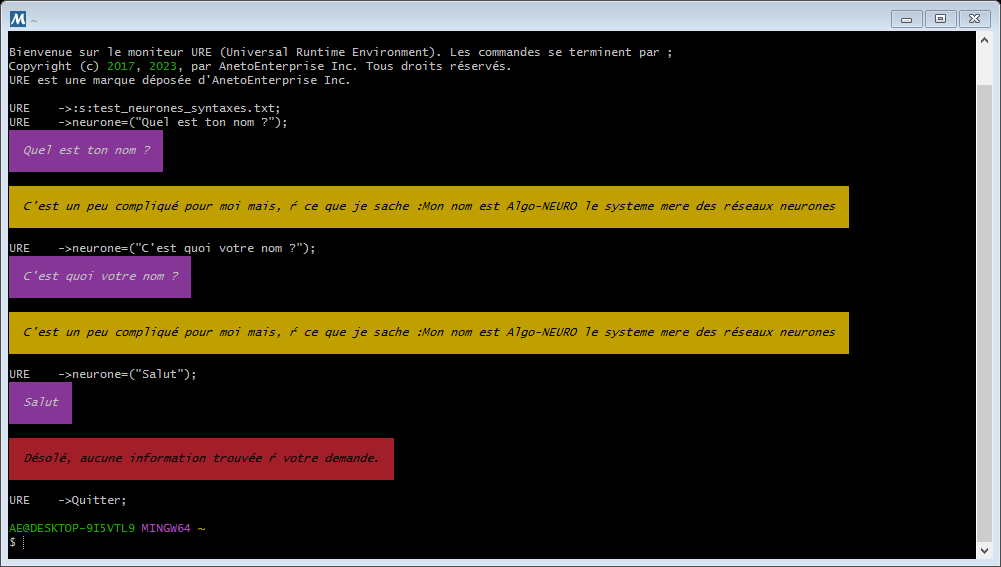 ~
Bienvenue sur le moniteur URE (Universal Runtime Environment). Les commandes se terminent par ;
Copyright (c) 2017, 2023, par AnetoEnterprise Inc. Tous droits réservés.
URE est une marque déposée d'AnetoEnterprise Inc.
URE    ->:s:test_neurones_syntaxes.txt;
URE    ->neurone=("Quel est ton nom ?");
Quel est ton nom ?
C'est un peu compliqué pour moi mais, ŕ ce que je sache :Mon nom est Algo-NEURO le systeme mere des réseaux neurones
URE    ->neurone=("C'est quoi votre nom ?");
C'est quoi votre nom ?
C'est un peu compliqué pour moi mais, ŕ ce que je sache :Mon nom est Algo-NEURO le systeme mere des réseaux neurones
URE    ->neurone=("Salut");
Salut
Désolé, aucune information trouvée ŕ votre demande.
URE    ->Quitter;
AE@DESKTOP-9I5VTL9 MINGW64 ~
$